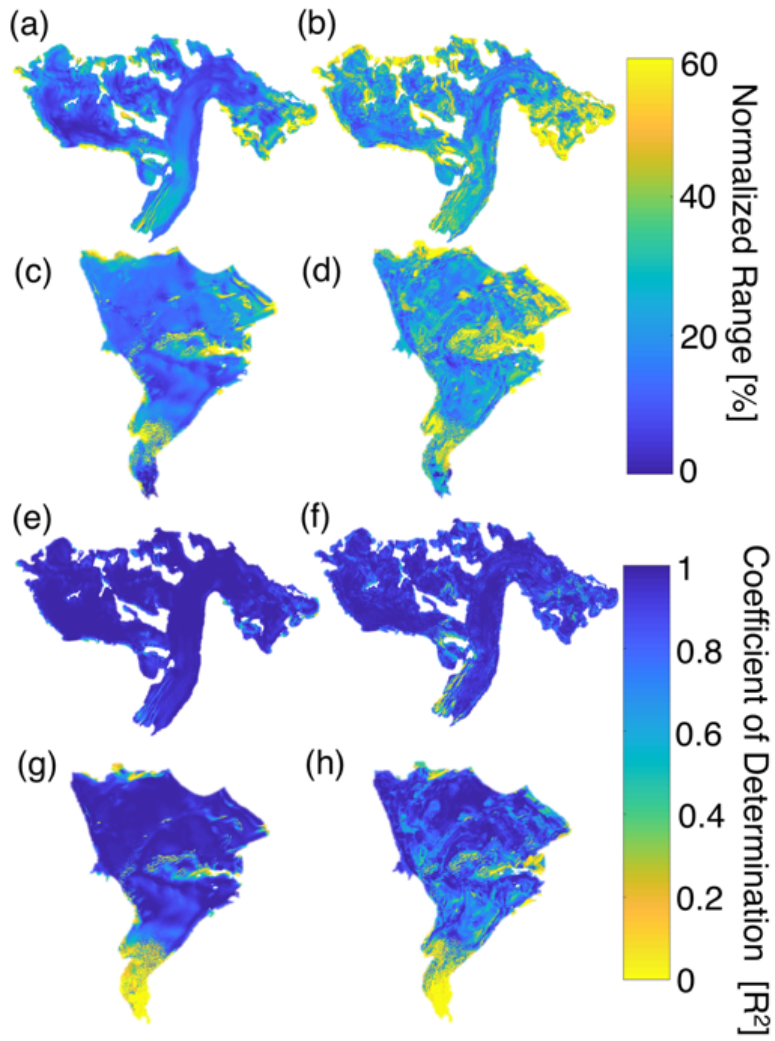 (a)
(b)
60
40
20
0
Normalized Range [%]
(c)
(d)
(e)
(f)
1
0.8
0.6
0.4
0.2
0
Coefficient of Determination [R²]
(g)
(h)